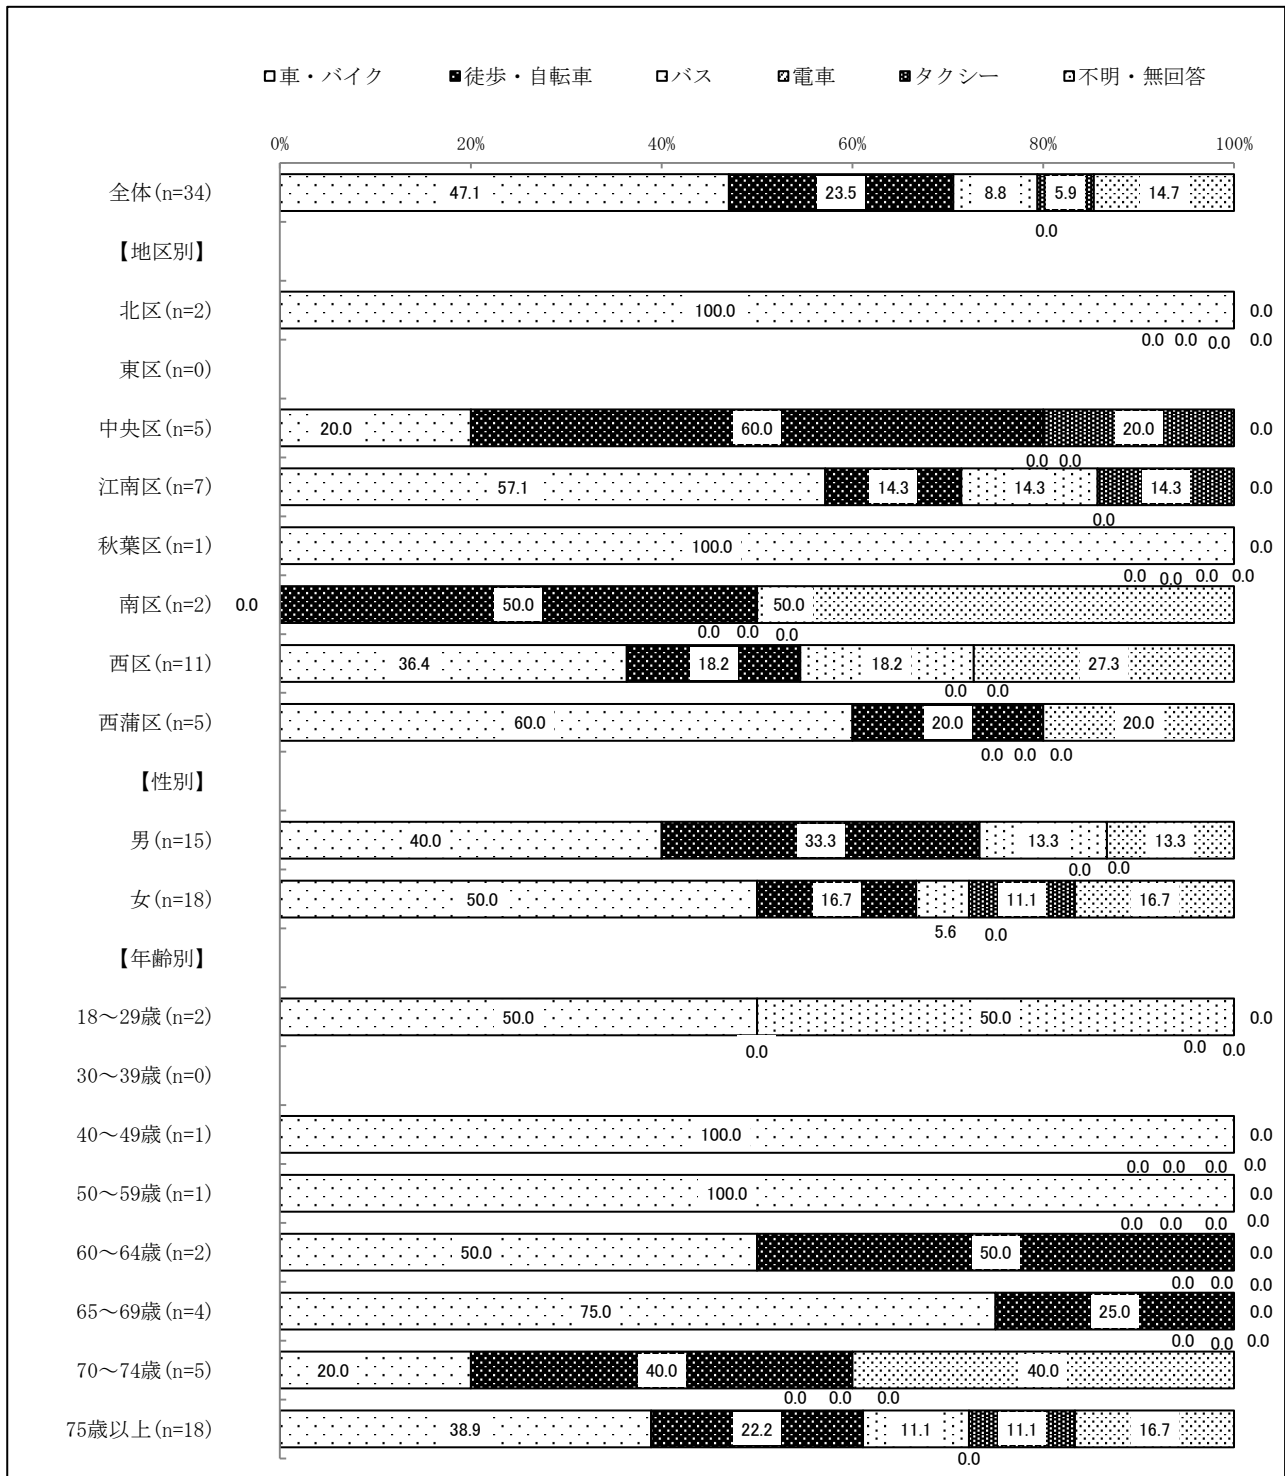 車・バイク 徒歩・自転車 バス 電車 タクシー 不明・無回答
0% 20% 40% 60% 80% 100%
全体(n=34) 47.1 23.5 8.8 5.9 14.7
0.0
【地区別】
北区(n=2) 100.0 0.0
0.0 0.0 0.0 0.0
東区(n=0)
中央区(n=5) 20.0 60.0 20.0 0.0
0.0 0.0
江南区(n=7) 57.1 14.3 14.3 14.3 0.0
0.0
秋葉区(n=1) 100.0 0.0
0.0 0.0 0.0 0.0
南区(n=2) 0.0 50.0 50.0
0.0 0.0 0.0
西区(n=11) 36.4 18.2 18.2 27.3
0.0 0.0
西蒲区(n=5) 60.0 20.0 20.0
0.0 0.0 0.0
【性別】
男(n=15) 40.0 33.3 13.3 13.3
0.0 0.0
女(n=18) 50.0 16.7 11.1 16.7
5.6 0.0
【年齢別】
18～29歳(n=2) 50.0 50.0 0.0
0.0 0.0 0.0
30～39歳(n=0)
40～49歳(n=1) 100.0 0.0
0.0 0.0 0.0 0.0
50～59歳(n=1) 100.0 0.0
0.0 0.0 0.0 0.0
60～64歳(n=2) 50.0 50.0 0.0
0.0 0.0 0.0
65～69歳(n=4) 75.0 25.0 0.0
0.0 0.0 0.0
70～74歳(n=5) 20.0 40.0 40.0
0.0 0.0 0.0
75歳以上(n=18) 38.9 22.2 11.1 11.1 16.7
0.0